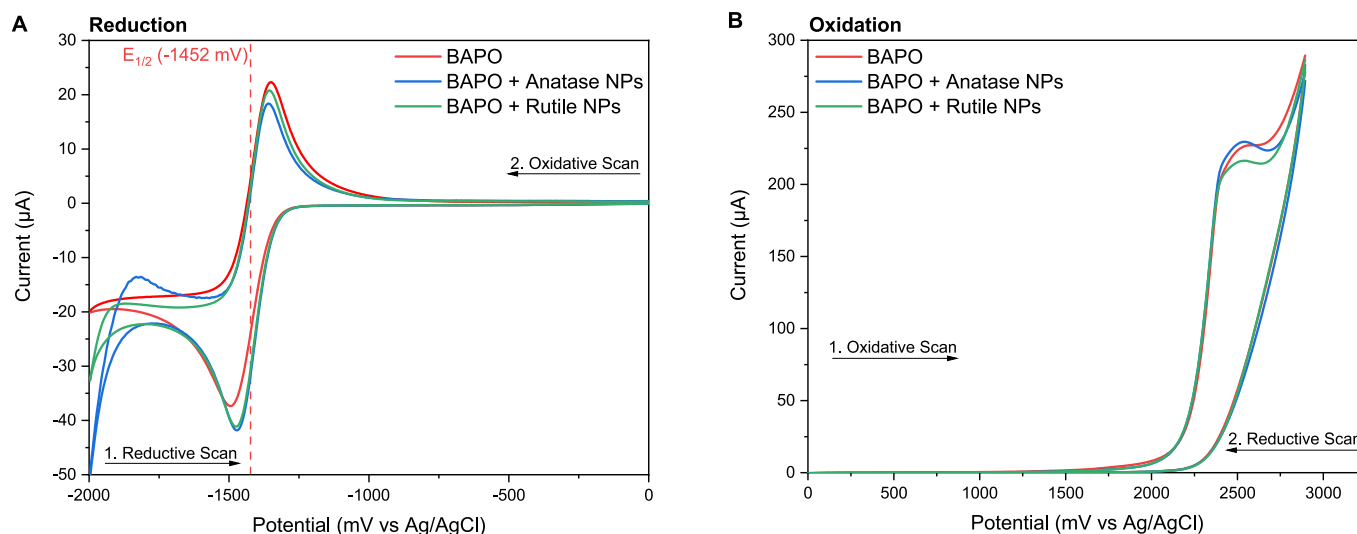 A
Reduction
E1/2 (-1452 mV)
BAPO
BAPO + Anatase NPs
BAPO + Rutile NPs
2. Oxidative Scan
1. Reductive Scan
Current (µA)
30
20
10
0
-10
-20
-30
-40
-50
-2000
-1500
-1000
-500
0
Potential (mV vs Ag/AgCl)
B
Oxidation
BAPO
BAPO + Anatase NPs
BAPO + Rutile NPs
1. Oxidative Scan
2. Reductive Scan
Current (µA)
300
250
200
150
100
50
0
0
500
1000
1500
2000
2500
3000
Potential (mV vs Ag/AgCl)